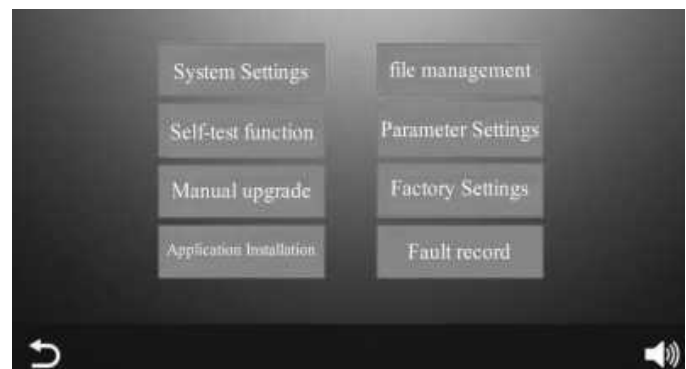 System Settings
file management
Self-test function
Parameter Settings
Manual upgrade
Factory Settings
Application Installation
Fault record